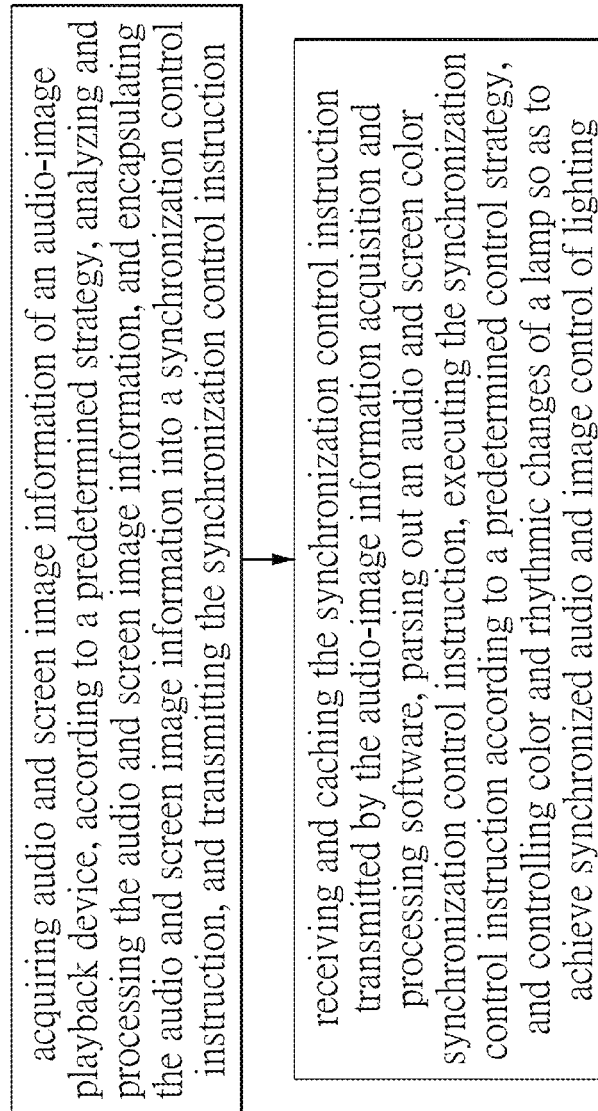 acquiring audio and screen image information of an audio-image
playback device, according to a predetermined strategy, analyzing and
processing the audio and screen image information, and encapsulating
the audio and screen image information into a synchronization control
instruction, and transmitting the synchronization control instruction
receiving and caching the synchronization control instruction
transmitted by the audio-image information acquisition and
processing software, parsing out an audio and screen color
synchronization control instruction, executing the synchronization
control instruction according to a predetermined control strategy,
and controlling color and rhythmic changes of a lamp so as to
achieve synchronized audio and image control of lighting